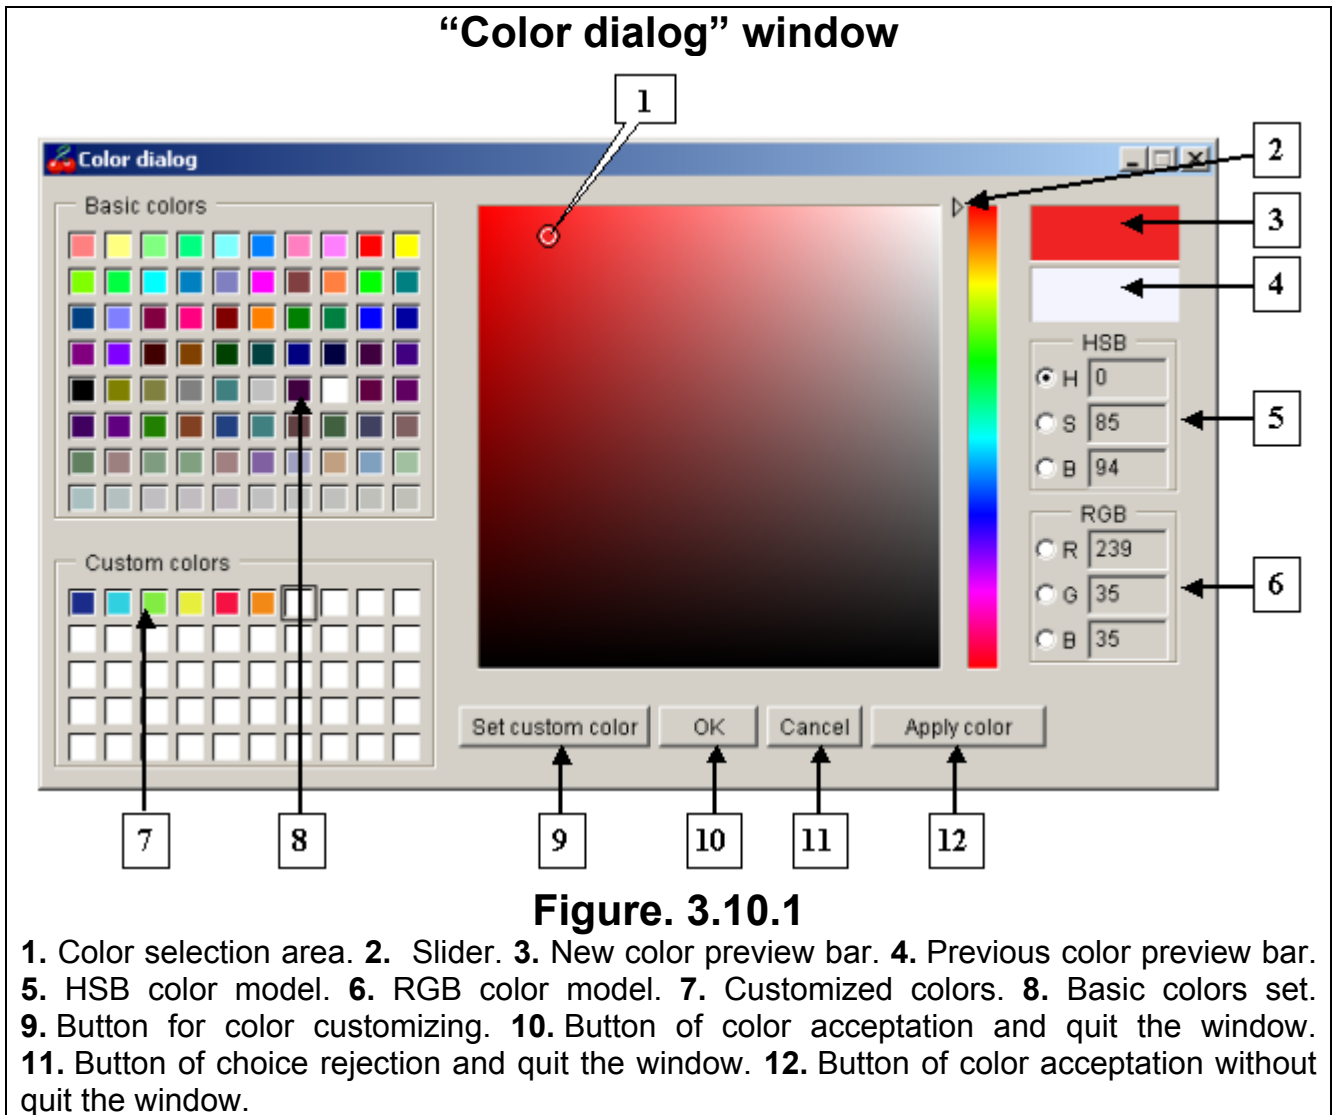 “Color dialog” window
1
Color dialog
2
Basic colors
3
4
HSB
H 0
S 85
B 94
5
RGB
R 239
G 35
B 35
6
Custom colors
Set custom color OK Cancel Apply color
7 8 9 10 11 12
Figure. 3.10.1
1. Color selection area. 2. Slider. 3. New color preview bar. 4. Previous color preview bar.
5. HSB color model. 6. RGB color model. 7. Customized colors. 8. Basic colors set.
9. Button for color customizing. 10. Button of color acceptation and quit the window.
11. Button of choice rejection and quit the window. 12. Button of color acceptation without
quit the window.